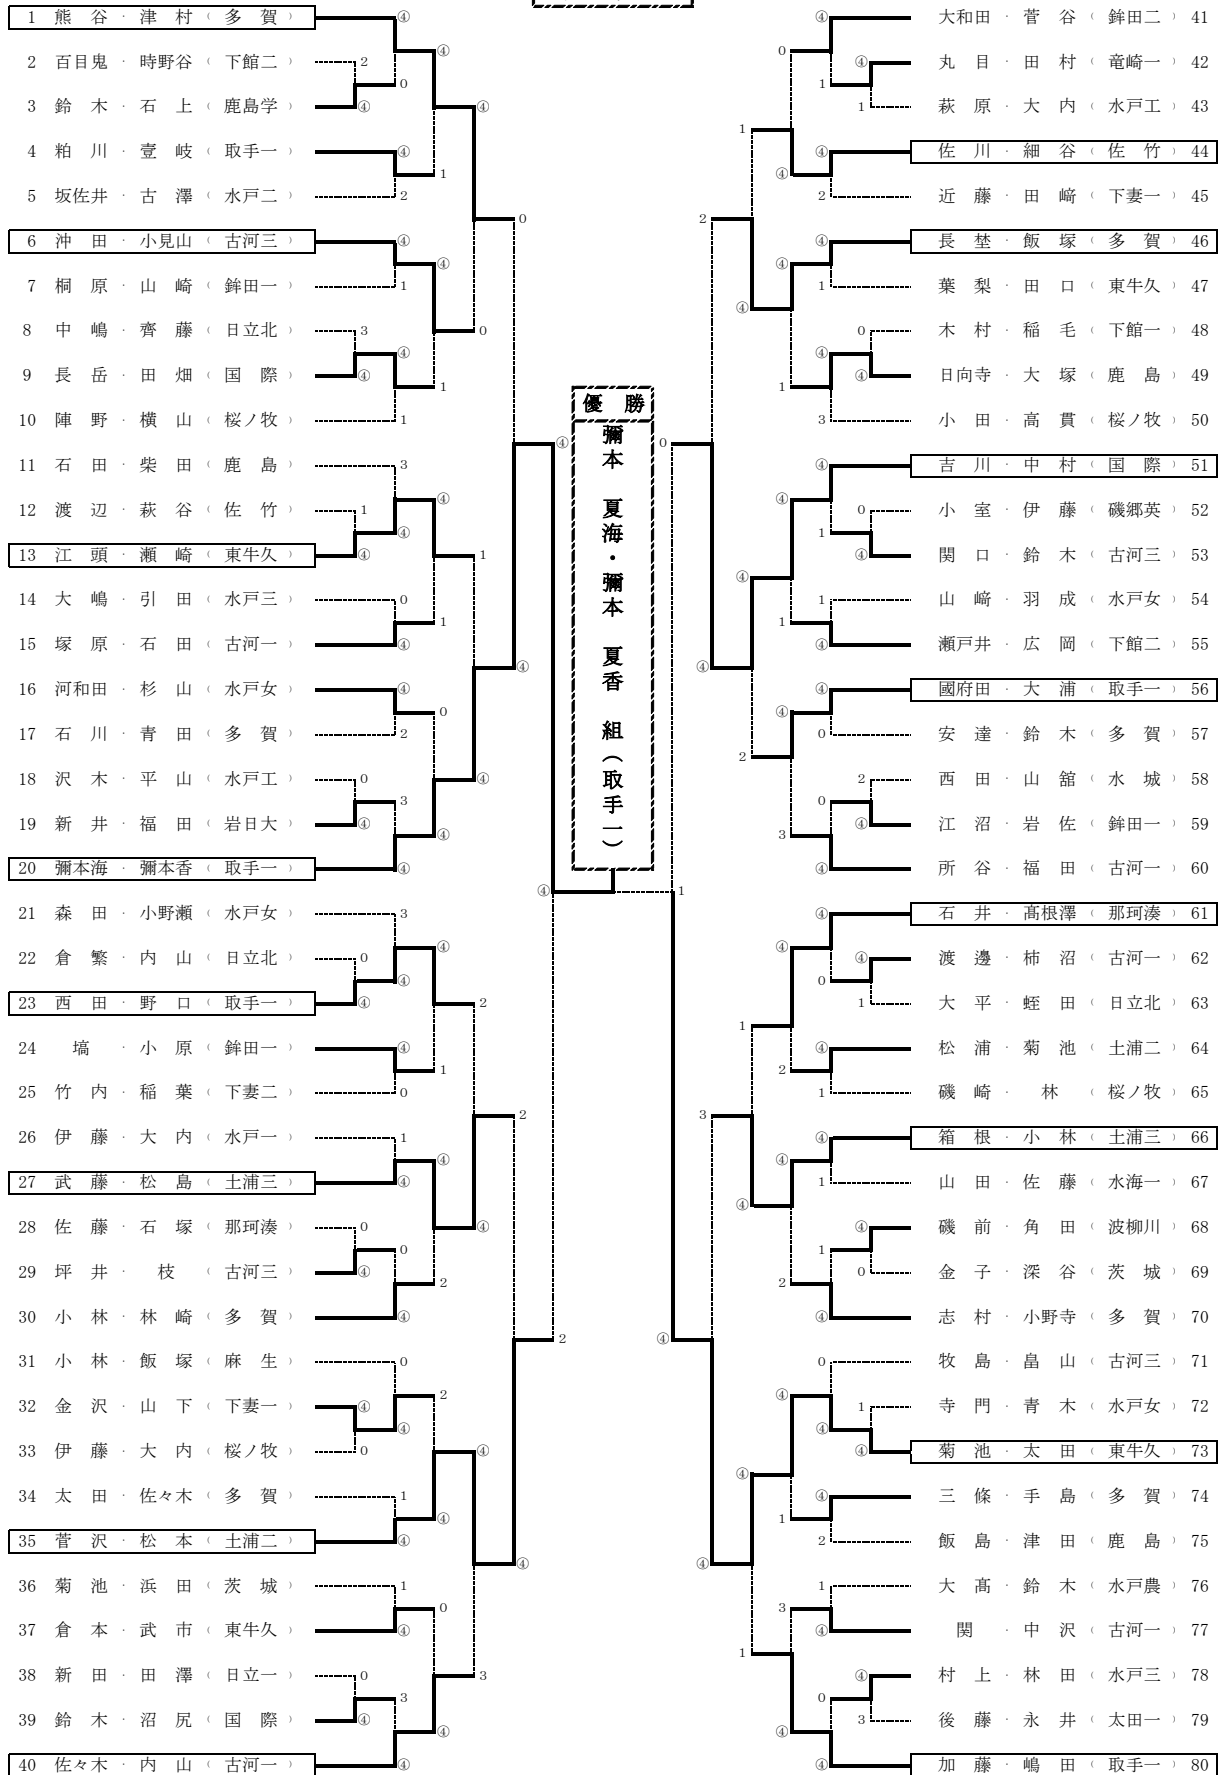 1 熊谷・津村（多賀）
2 百目鬼・時野谷（下館二）
3 鈴木・石上（鹿島学）
4 粕川・壹岐（取手一）
5 坂佐井・古澤（水戸二）
6 沖田・小見山（古河三）
7 桐原・山崎（鉾田一）
8 中嶋・齊藤（日立北）
9 長岳・田畑（国際）
10 陣野・横山（桜ノ牧）
11 石田・柴田（鹿島）
12 渡辺・萩谷（佐竹）
13 江頭・瀬崎（東牛久）
14 大嶋・引田（水戸三）
15 塚原・石田（古河一）
16 河和田・杉山（水戸女）
17 石川・青田（多賀）
18 沢木・平山（水戸工）
19 新井・福田（岩日大）
20 彌本海・彌本香（取手一）
21 森田・小野瀬（水戸女）
22 倉繁・内山（日立北）
23 西田・野口（取手一）
24 塙・小原（鉾田一）
25 竹内・稲葉（下妻二）
26 伊藤・大内（水戸一）
27 武藤・松島（土浦三）
28 佐藤・石塚（那珂湊）
29 坪井・枝（古河三）
30 小林・林崎（多賀）
31 小林・飯塚（麻生）
32 金沢・山下（下妻一）
33 伊藤・大内（桜ノ牧）
34 太田・佐々木（多賀）
35 菅沢・松本（土浦二）
36 菊池・浜田（茨城）
37 倉本・武市（東牛久）
38 新田・田澤（日立一）
39 鈴木・沼尻（国際）
40 佐々木・内山（古河一）
優勝
彌本 夏海・彌本 夏香 組（取手一）
大和田・菅谷（鉾田二）41
丸目・田村（竜崎一）42
萩原・大内（水戸工）43
佐川・細谷（佐竹）44
近藤・田﨑（下妻一）45
長埜・飯塚（多賀）46
葉梨・田口（東牛久）47
木村・稲毛（下館一）48
日向寺・大塚（鹿島）49
小田・高貫（桜ノ牧）50
吉川・中村（国際）51
小室・伊藤（磯郷英）52
関口・鈴木（古河三）53
山﨑・羽成（水戸女）54
瀬戸井・広岡（下館二）55
國府田・大浦（取手一）56
安達・鈴木（多賀）57
西田・山舘（水城）58
江沼・岩佐（鉾田一）59
所谷・福田（古河一）60
石井・髙根澤（那珂湊）61
渡邊・柿沼（古河一）62
大平・蛭田（日立北）63
松浦・菊池（土浦二）64
磯崎・林（桜ノ牧）65
箱根・小林（土浦三）66
山田・佐藤（水海一）67
磯前・角田（波柳川）68
金子・深谷（茨城）69
志村・小野寺（多賀）70
牧島・畠山（古河三）71
寺門・青木（水戸女）72
菊池・太田（東牛久）73
三條・手島（多賀）74
飯島・津田（鹿島）75
大髙・鈴木（水戸農）76
関・中沢（古河一）77
村上・林田（水戸三）78
後藤・永井（太田一）79
加藤・嶋田（取手一）80